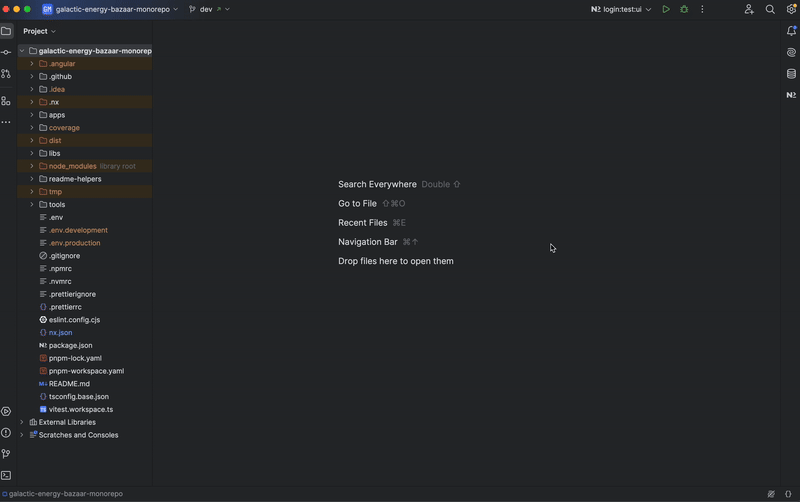 GM galactic-energy-bazaar-monorepo dev login:test:ui
Project
galactic-energy-bazaar-monorep
.angular
.github
.idea
.nx
apps
coverage
dist
libs
node_modules library root
readme-helpers
tmp
tools
.env
.env.development
.env.production
.gitignore
.npmrc
.nvmrc
.prettierignore
.prettierrc
eslint.config.cjs
nx.json
package.json
pnpm-lock.yaml
pnpm-workspace.yaml
README.md
tsconfig.base.json
vitest.workspace.ts
External Libraries
Scratches and Consoles
Search Everywhere Double ⇧
Go to File ⇧⌘O
Recent Files ⌘E
Navigation Bar ⌘↑
Drop files here to open them
galactic-energy-bazaar-monorepo